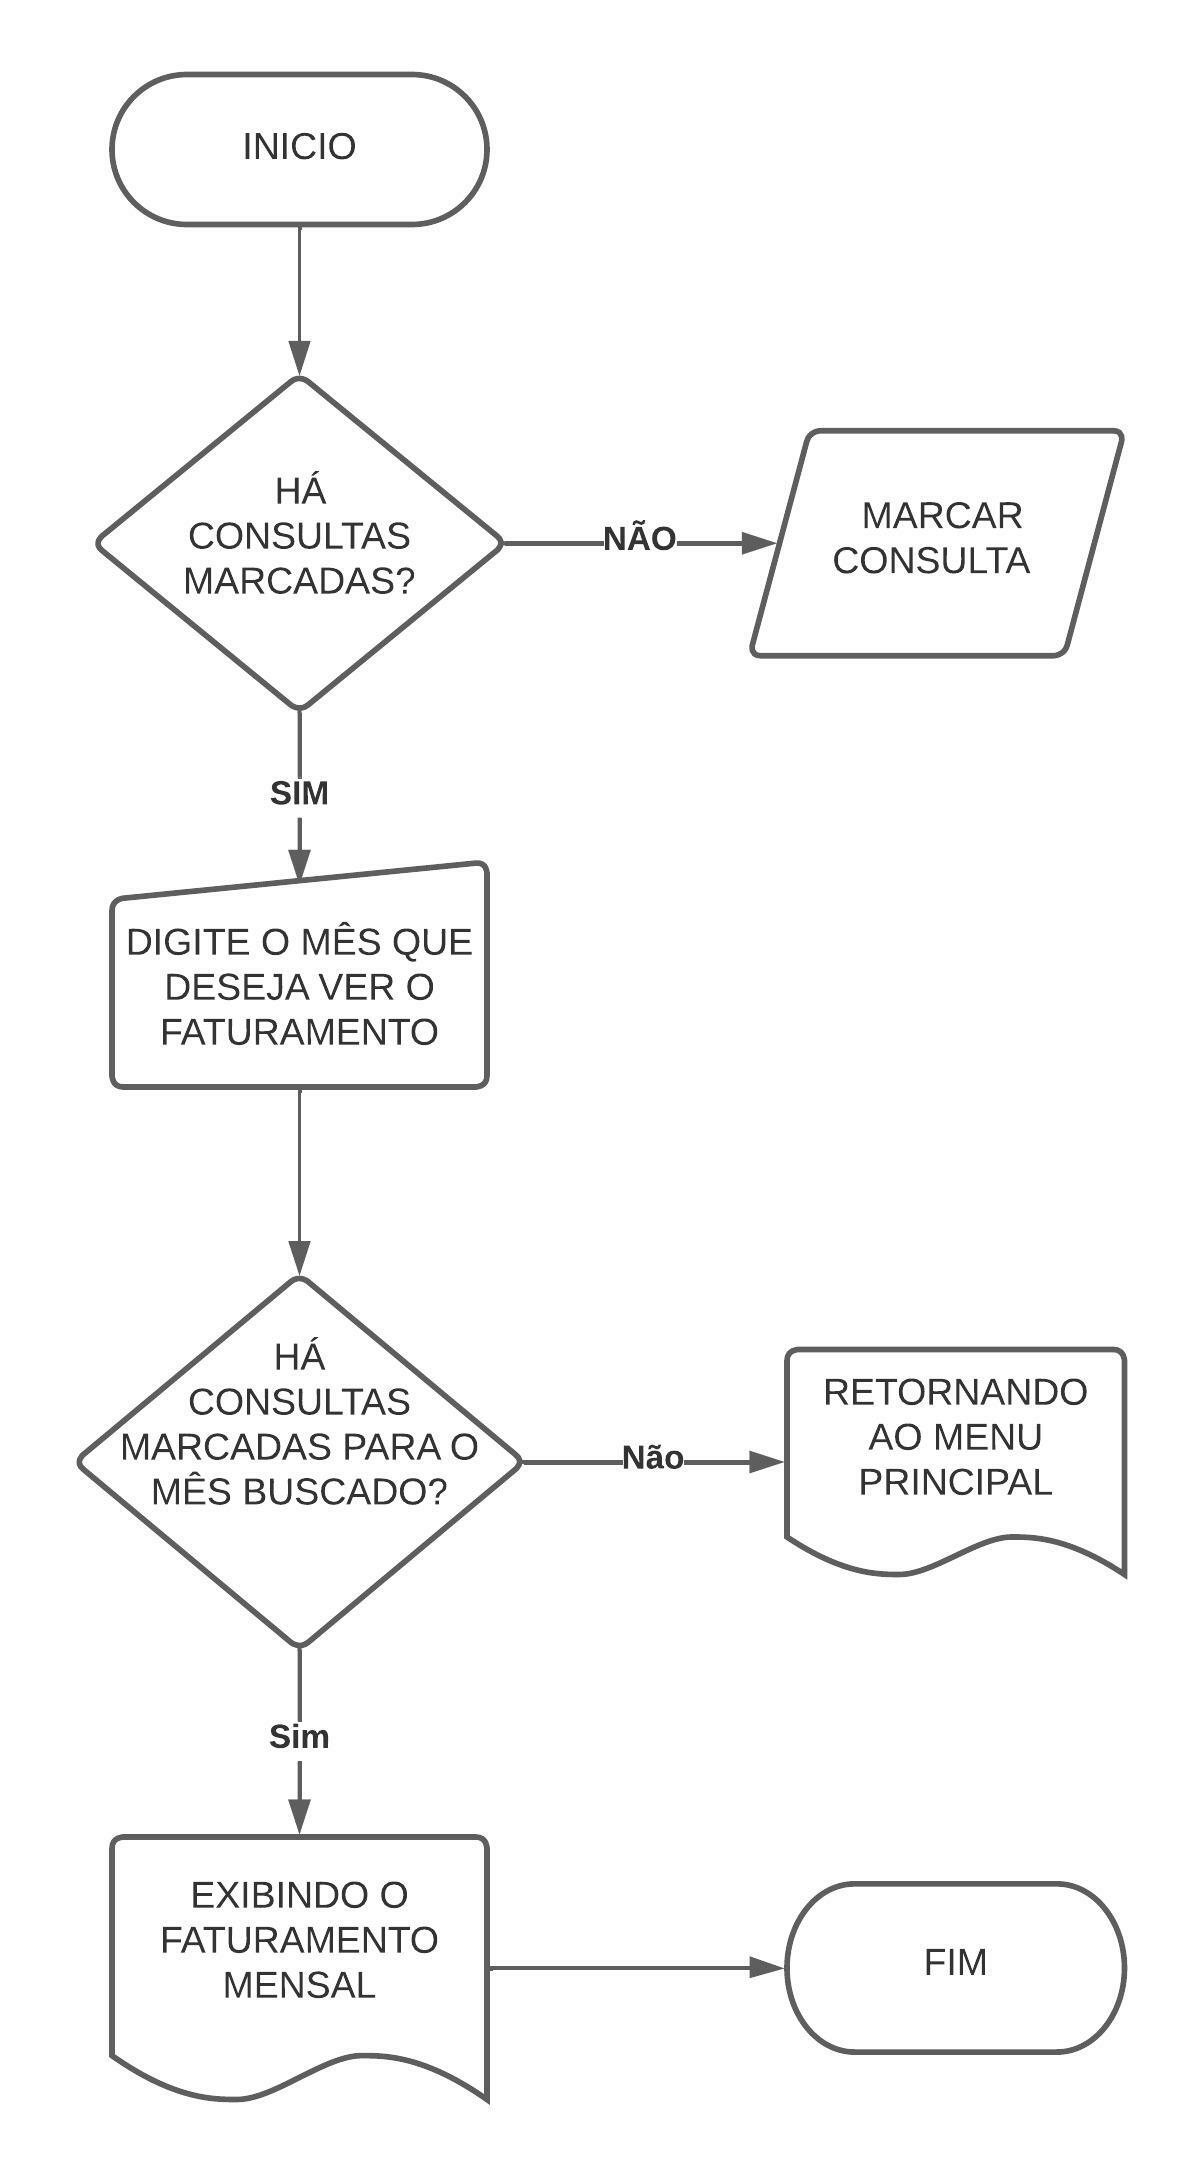 INICIO
HÁ
CONSULTAS
MARCADAS?
NÃO
MARCAR
CONSULTA
SIM
DIGITE O MÊS QUE
DESEJA VER O
FATURAMENTO
HÁ
CONSULTAS
MARCADAS PARA O
MÊS BUSCADO?
Não
RETORNANDO
AO MENU
PRINCIPAL
Sim
EXIBINDO O
FATURAMENTO
MENSAL
FIM